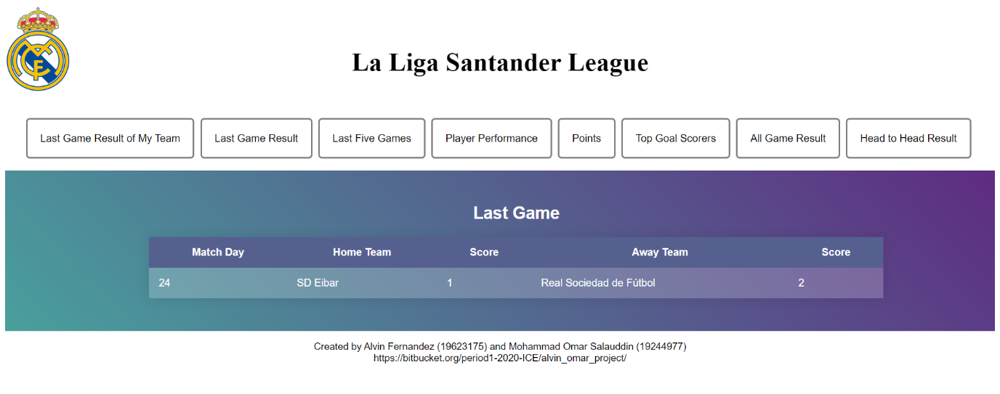 La Liga Santander League
Last Game Result of My Team
Last Game Result
Last Five Games
Player Performance
Points
Top Goal Scorers
All Game Result
Head to Head Result
Last Game
Match Day Home Team Score Away Team Score
24 SD Eibar 1 Real Sociedad de Fútbol 2
Created by Alvin Fernandez (19623175) and Mohammad Omar Salauddin (19244977)
https://bitbucket.org/period1-2020-ICE/alvin_omar_project/